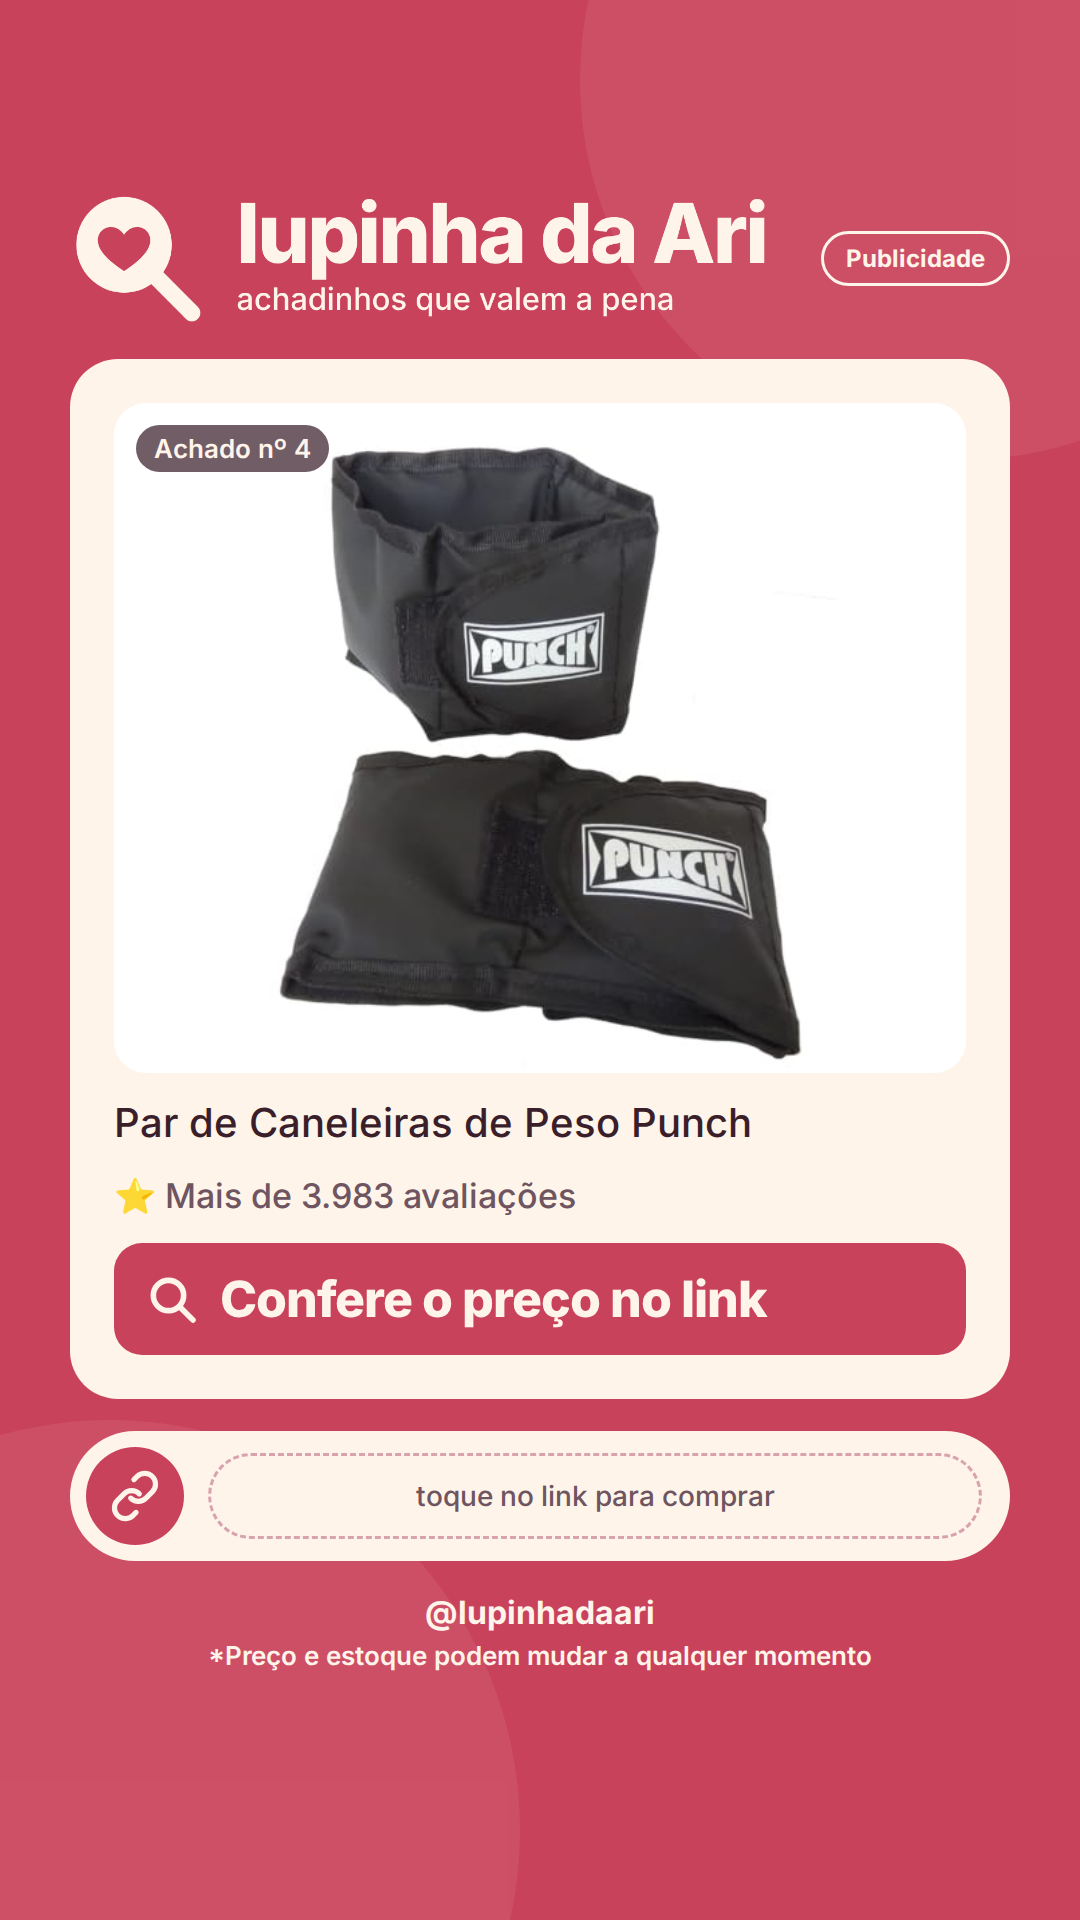 lupinha da Ari
achadinhos que valem a pena
Publicidade
Achado nº 4
PUNCH
PUNCH
Par de Caneleiras de Peso Punch
⭐ Mais de 3.983 avaliações
Confere o preço no link
toque no link para comprar
@lupinhadaari
*Preço e estoque podem mudar a qualquer momento